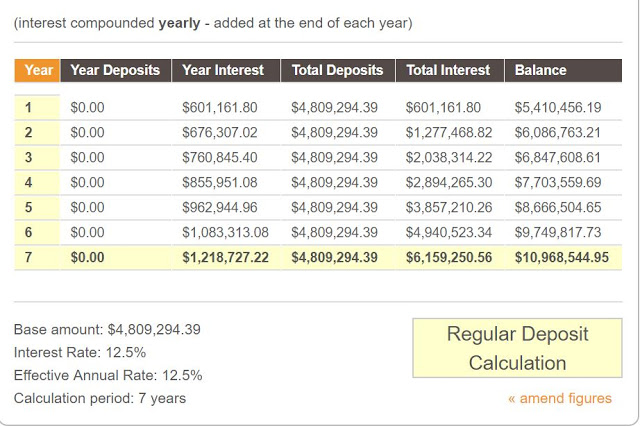 (interest compounded yearly - added at the end of each year)
Year Year Deposits Year Interest Total Deposits Total Interest Balance
1 $0.00 $601,161.80 $4,809,294.39 $601,161.80 $5,410,456.19
2 $0.00 $676,307.02 $4,809,294.39 $1,277,468.82 $6,086,763.21
3 $0.00 $760,845.40 $4,809,294.39 $2,038,314.22 $6,847,608.61
4 $0.00 $855,951.08 $4,809,294.39 $2,894,265.30 $7,703,559.69
5 $0.00 $962,944.96 $4,809,294.39 $3,857,210.26 $8,666,504.65
6 $0.00 $1,083,313.08 $4,809,294.39 $4,940,523.34 $9,749,817.73
7 $0.00 $1,218,727.22 $4,809,294.39 $6,159,250.56 $10,968,544.95
Base amount: $4,809,294.39
Interest Rate: 12.5%
Effective Annual Rate: 12.5%
Calculation period: 7 years
Regular Deposit
Calculation
« amend figures